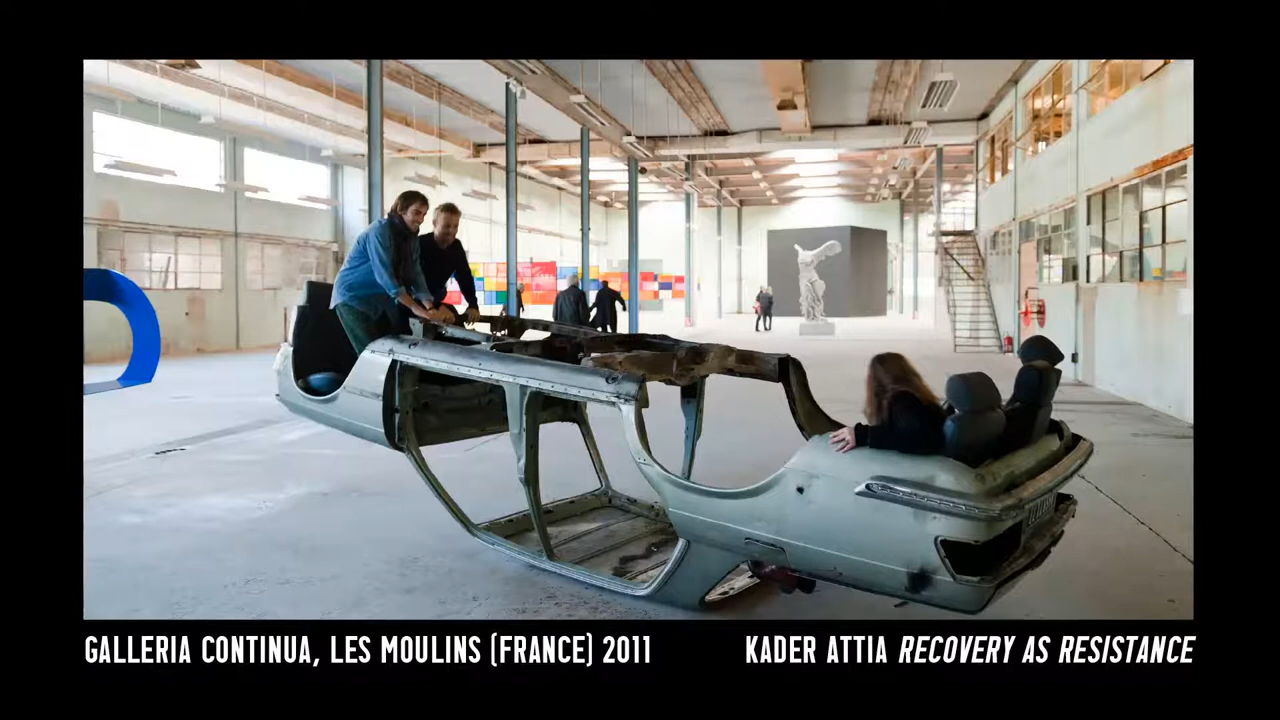 GALLERIA CONTINUA, LES MOULINS (FRANCE) 2011
KADER ATTIA RECOVERY AS RESISTANCE